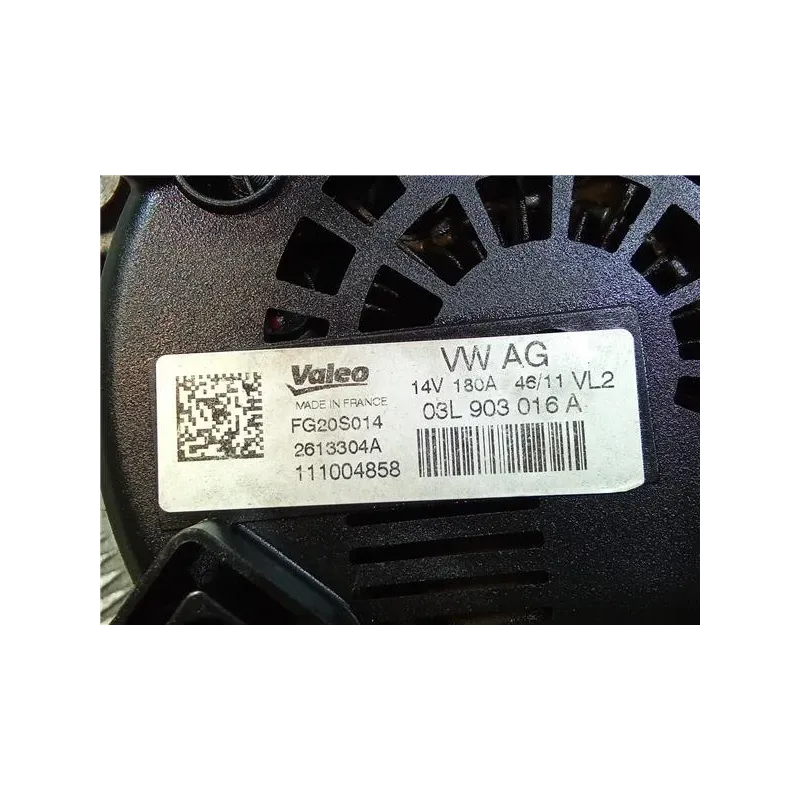 Valeo
MADE IN FRANCE
FG20S014
2613304A
111004858
VW AG
14V 180A 46/11 VL2
03L 903 016 A